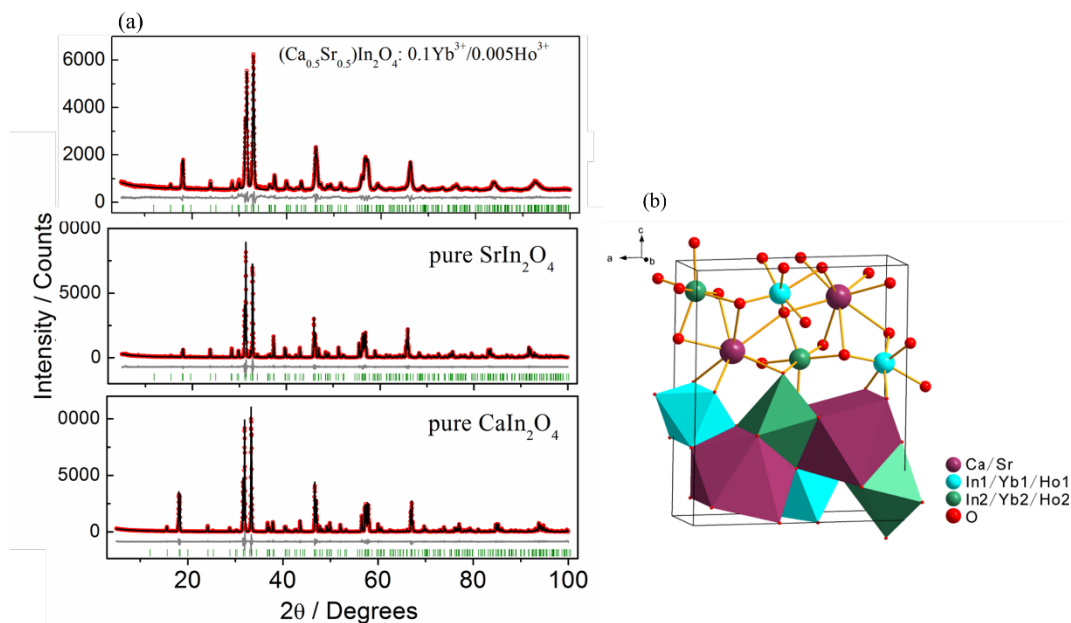 (a)
(Ca0.5Sr0.5)In2O4: 0.1Yb3+/0.005Ho3+
6000
4000
2000
0
0000
pure SrIn2O4
5000
0
0000
pure CaIn2O4
5000
0
Intensity / Counts
20
40
60
80
100
2θ / Degrees
(b)
c
a
b
Ca/Sr
In1/Yb1/Ho1
In2/Yb2/Ho2
O